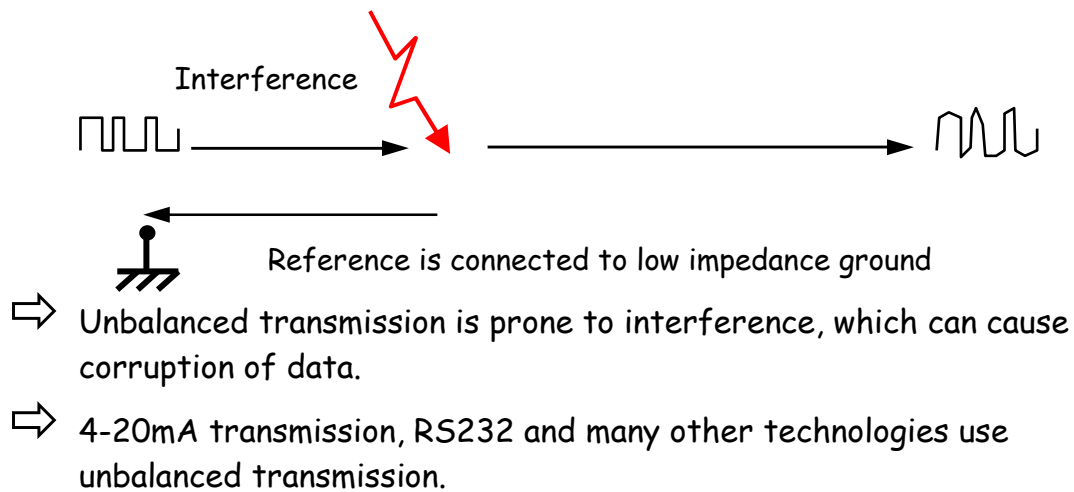 Interference
Reference is connected to low impedance ground
Unbalanced transmission is prone to interference, which can cause
corruption of data.
4-20mA transmission, RS232 and many other technologies use
unbalanced transmission.